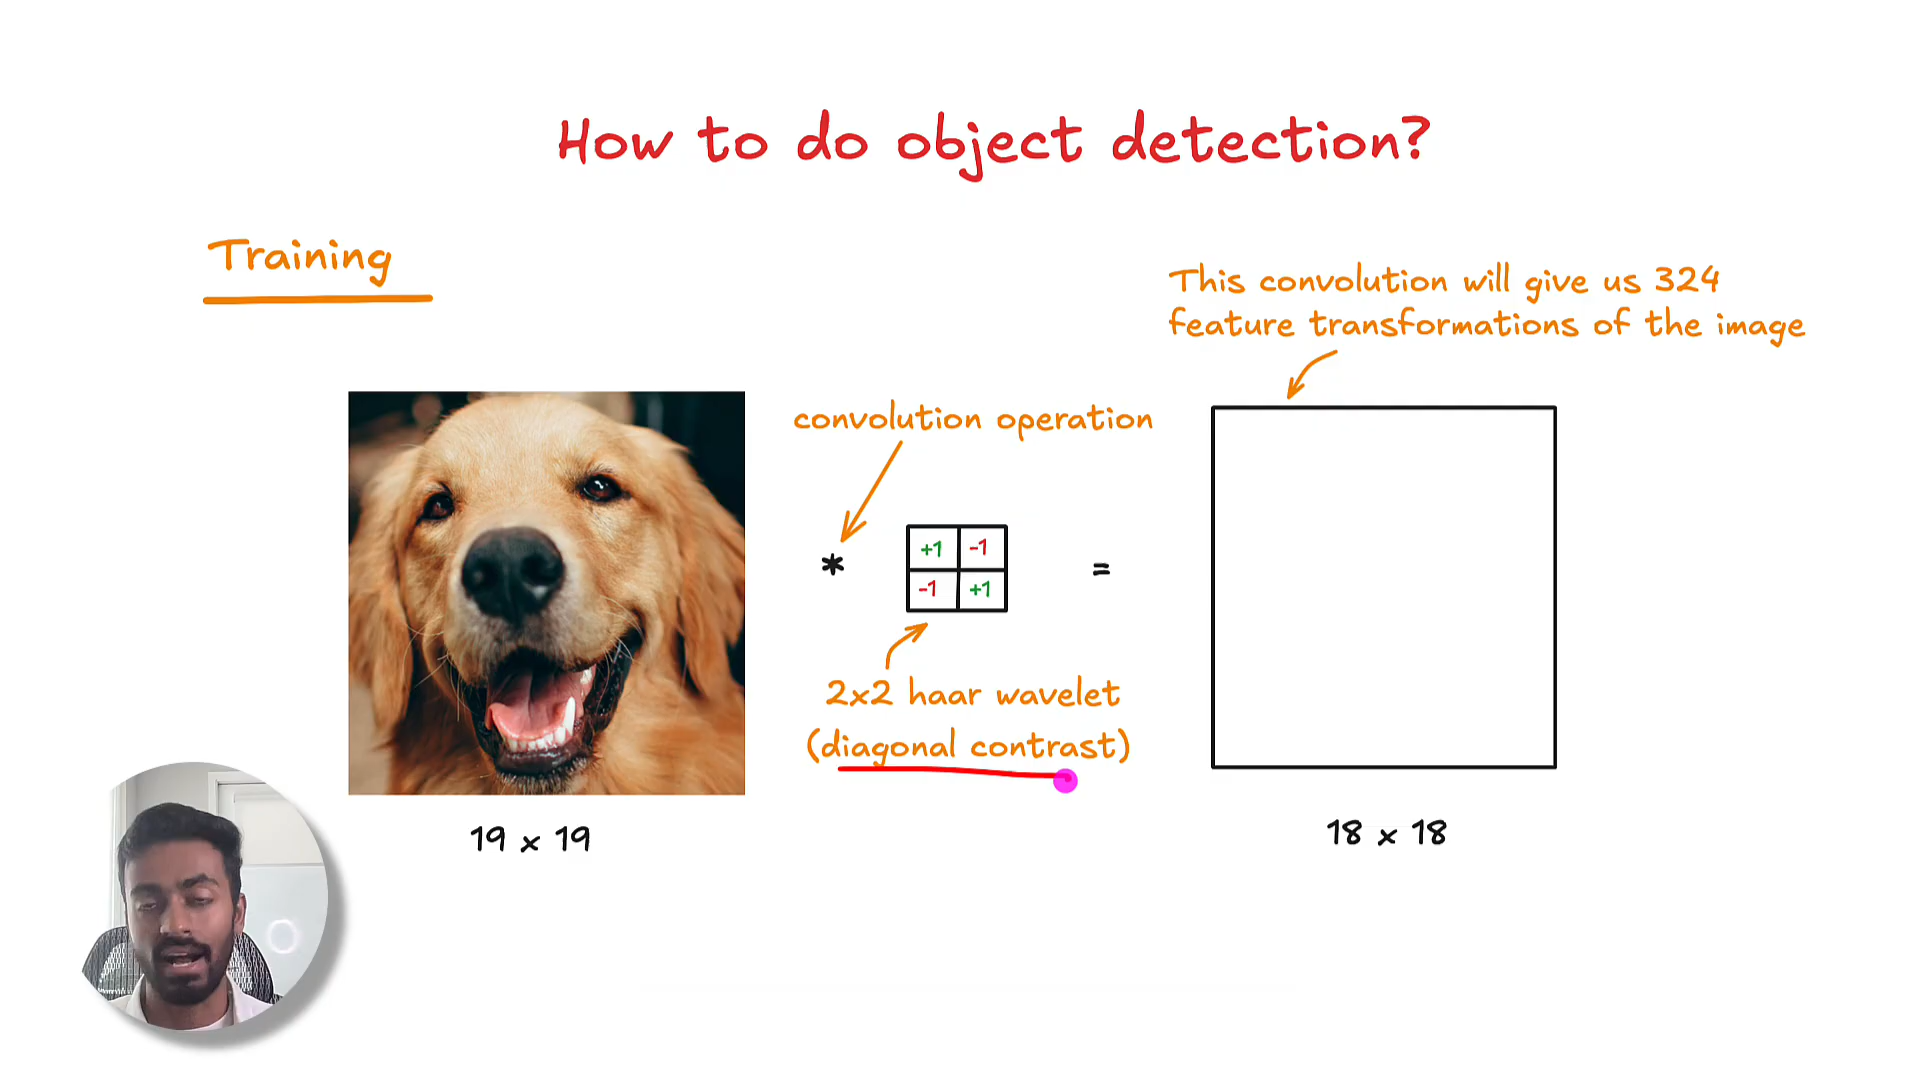 How to do object detection?
Training
This convolution will give us 324
feature transformations of the image
convolution operation
*
+1 -1
-1 +1
=
2x2 haar wavelet
(diagonal contrast)
19 x 19
18 x 18